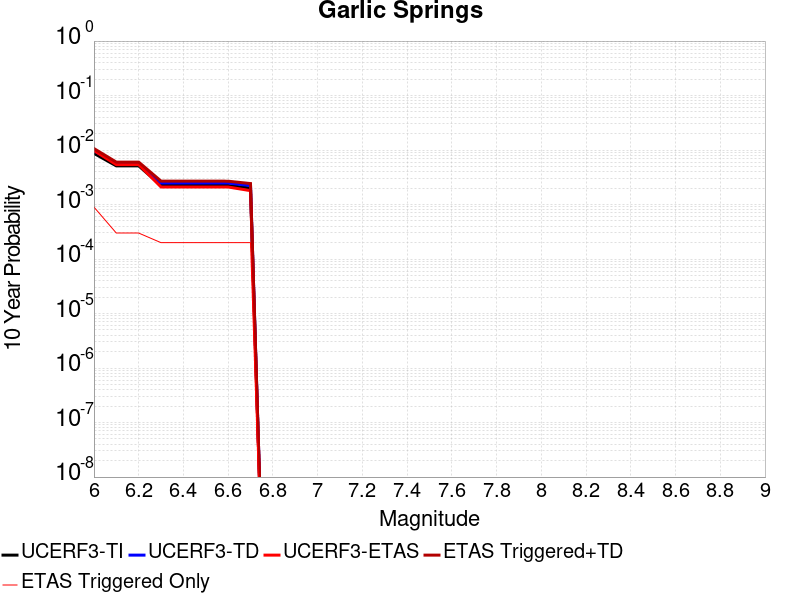 Garlic Springs
10 Year Probability
10^0
10^-1
10^-2
10^-3
10^-4
10^-5
10^-6
10^-7
10^-8
6 6.2 6.4 6.6 6.8 7 7.2 7.4 7.6 7.8 8 8.2 8.4 8.6 8.8 9
Magnitude
UCERF3-TI UCERF3-TD UCERF3-ETAS ETAS Triggered+TD
ETAS Triggered Only